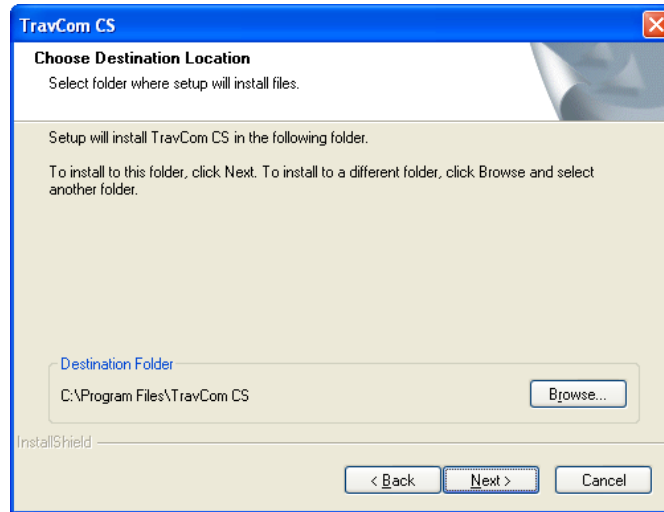 TravCom CS
Choose Destination Location
Select folder where setup will install files.
Setup will install TravCom CS in the following folder.
To install to this folder, click Next. To install to a different folder, click Browse and select
another folder.
Destination Folder
C:\Program Files\TravCom CS
Browse...
InstallShield
< Back
Next >
Cancel